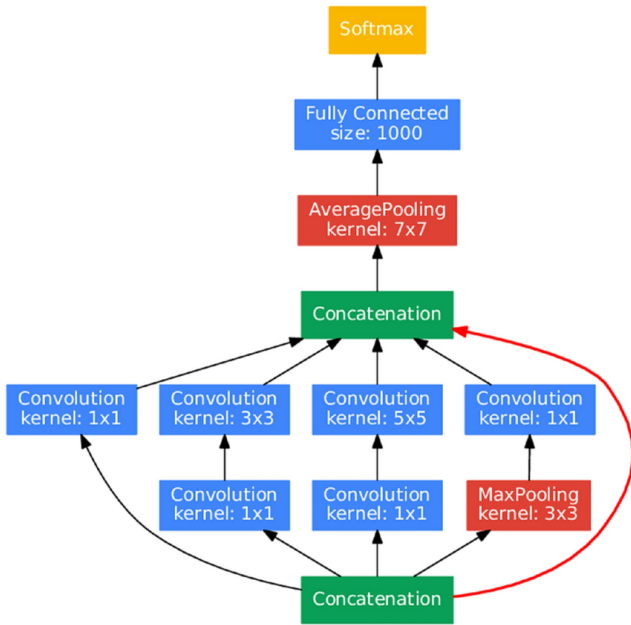 Softmax
Fully Connected
size: 1000
AveragePooling
kernel: 7x7
Concatenation
Convolution
kernel: 1x1
Convolution
kernel: 3x3
Convolution
kernel: 5x5
Convolution
kernel: 1x1
Convolution
kernel: 1x1
Convolution
kernel: 1x1
MaxPooling
kernel: 3x3
Concatenation